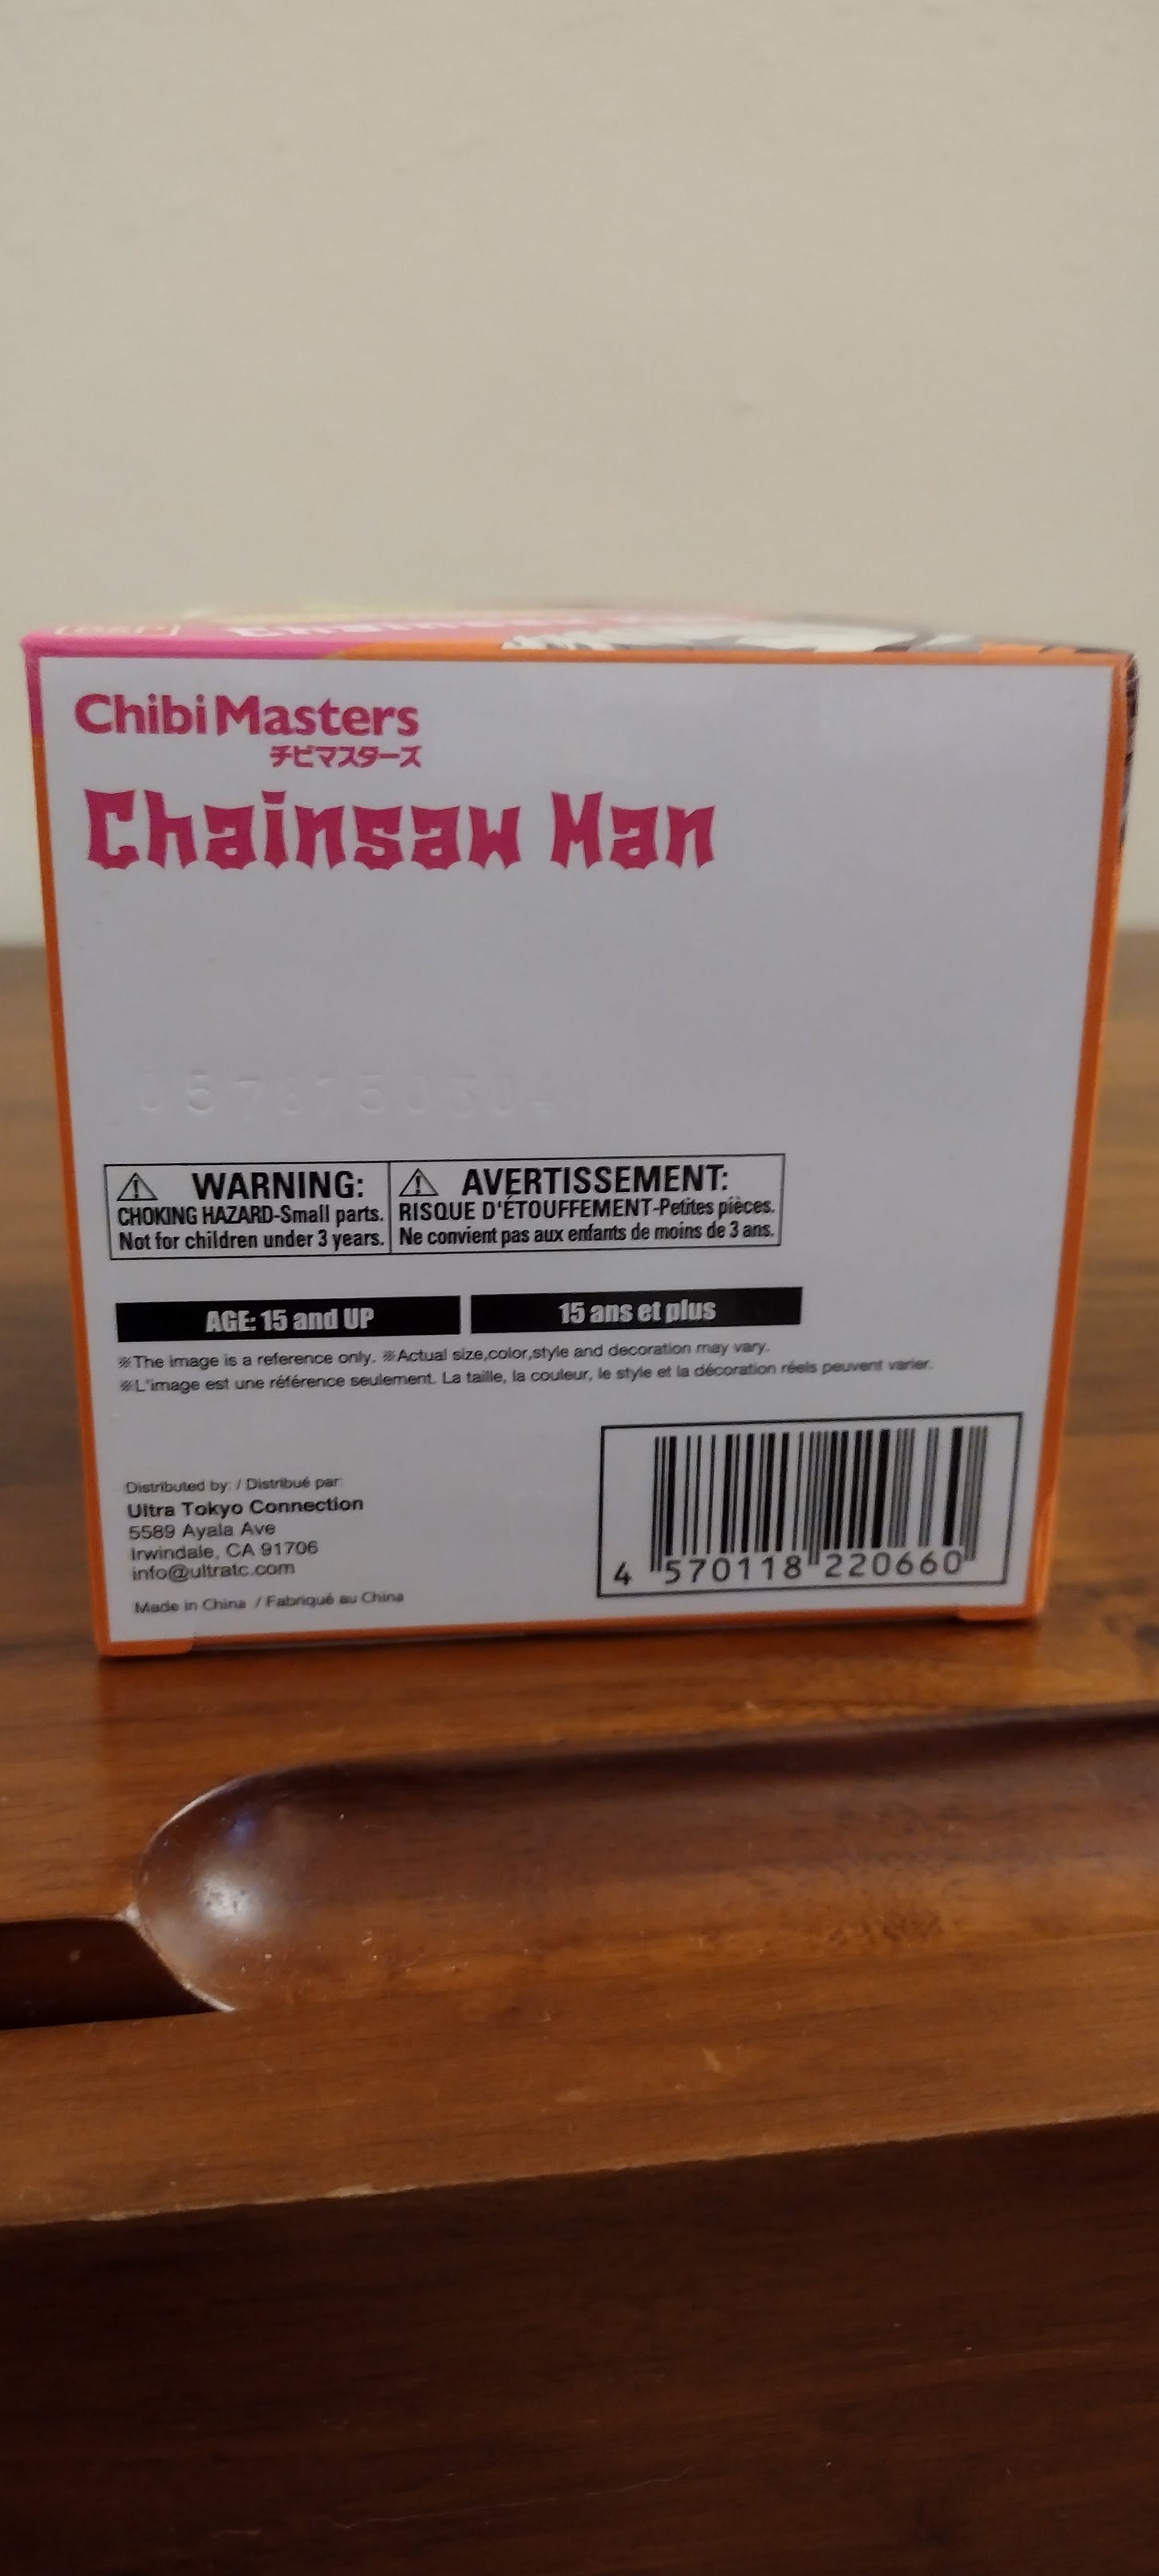 Chibi Masters
チビマスターズ
Chainsaw Man
WARNING:
CHOKING HAZARD-Small parts.
Not for children under 3 years.
AVERTISSEMENT:
RISQUE D'ÉTOUFFEMENT-Petites pièces.
Ne convient pas aux enfants de moins de 3 ans.
AGE: 15 and UP
15 ans et plus
※The image is a reference only. ※Actual size,color,style and decoration may vary.
※L'image est une référence seulement. La taille, la couleur, le style et la décoration réels peuvent varier.
Distributed by: / Distribué par:
Ultra Tokyo Connection
5589 Ayala Ave
Irwindale, CA 91706
info@ultratc.com
Made in China / Fabriqué au China
4 570118 220660